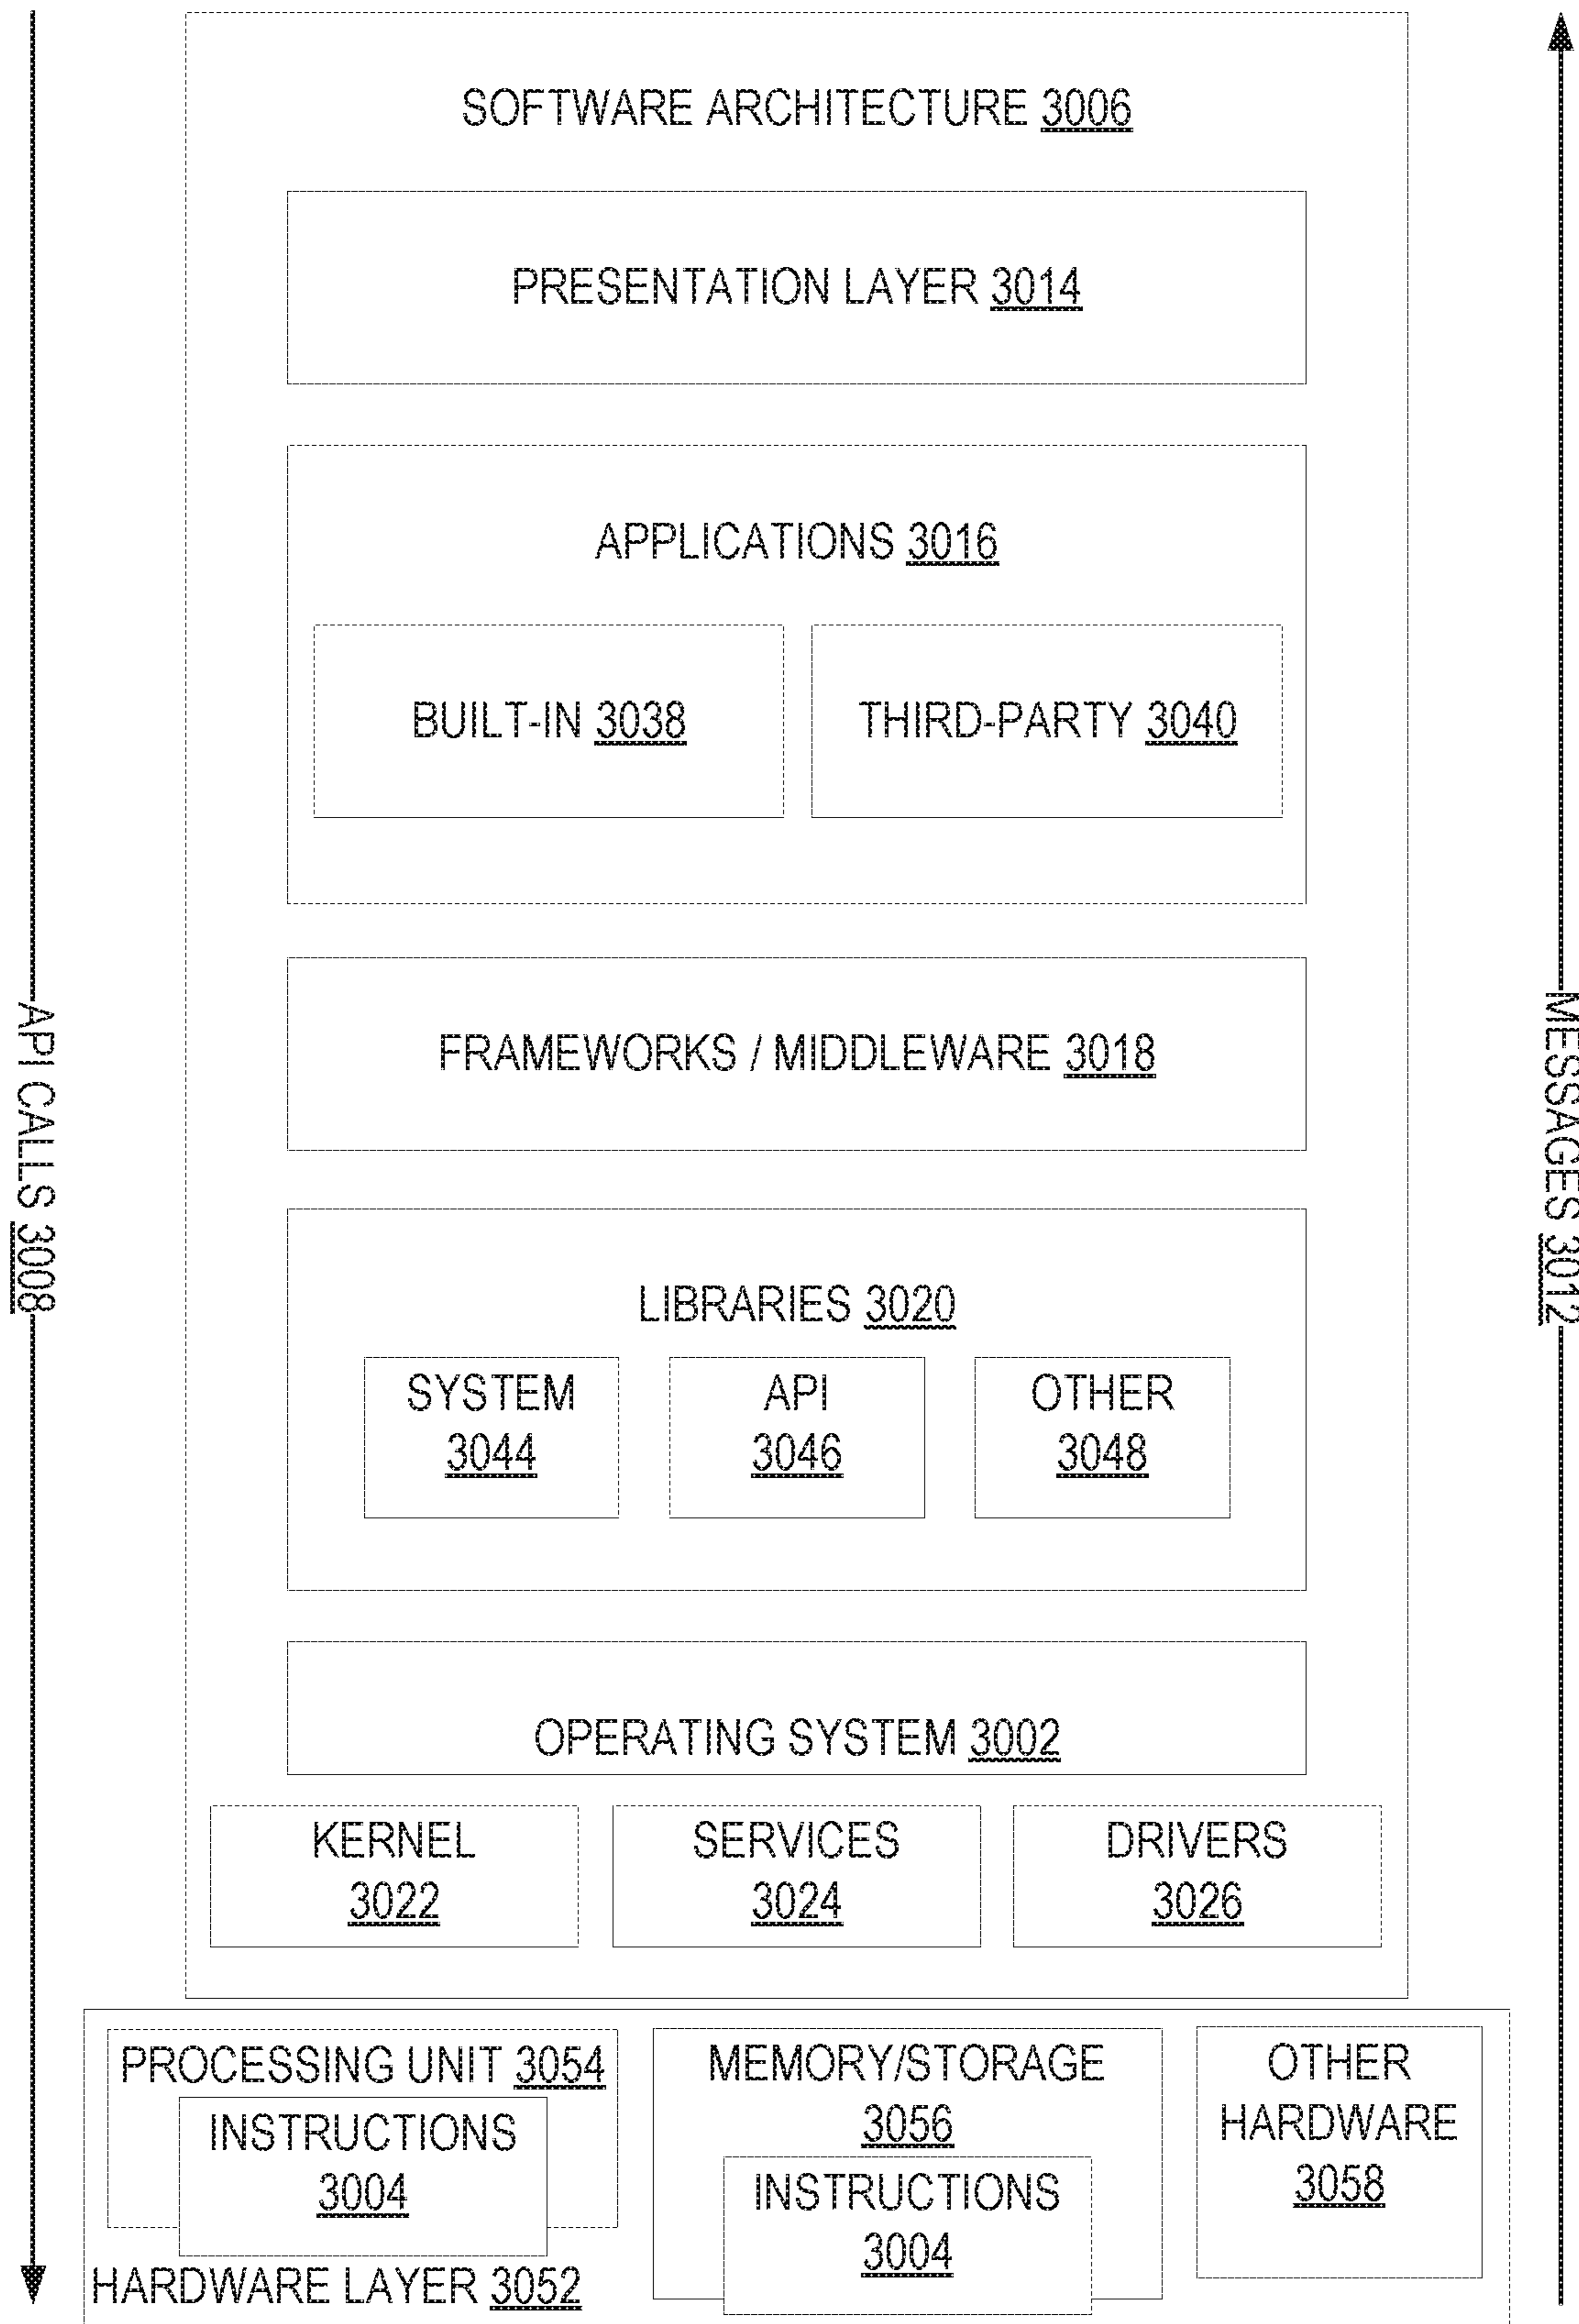 SOFTWARE ARCHITECTURE 3006
PRESENTATION LAYER 3014
APPLICATIONS 3016
BUILT-IN 3038
THIRD-PARTY 3040
FRAMEWORKS / MIDDLEWARE 3018
API CALLS 3008
MESSAGES 3012
LIBRARIES 3020
SYSTEM
3044
API
3046
OTHER
3048
OPERATING SYSTEM 3002
KERNEL
3022
SERVICES
3024
DRIVERS
3026
PROCESSING UNIT 3054
INSTRUCTIONS
3004
MEMORY/STORAGE
3056
INSTRUCTIONS
3004
OTHER
HARDWARE
3058
HARDWARE LAYER 3052